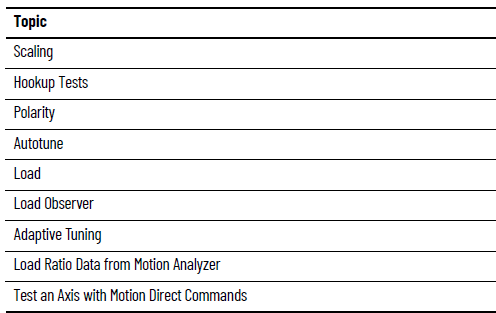 Topic
Scaling
Hookup Tests
Polarity
Autotune
Load
Load Observer
Adaptive Tuning
Load Ratio Data from Motion Analyzer
Test an Axis with Motion Direct Commands